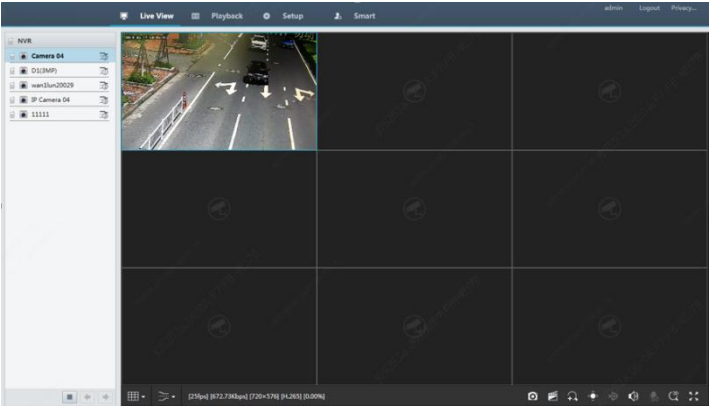 Live View Playback Setup Smart admin Logout Privacy...
NVR
Camera 04
D1(3MP)
wan1lun20029
IP Camera 04
11111
[25fps] [672.73Kbps] [720×576] [H.265] [0.00%]